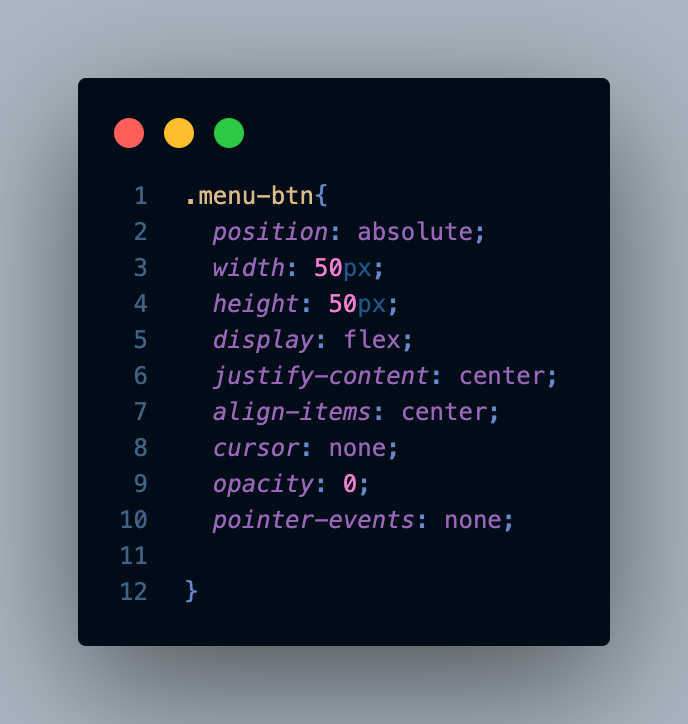 1 .menu-btn{
2 position: absolute;
3 width: 50px;
4 height: 50px;
5 display: flex;
6 justify-content: center;
7 align-items: center;
8 cursor: none;
9 opacity: 0;
10 pointer-events: none;
11
12 }